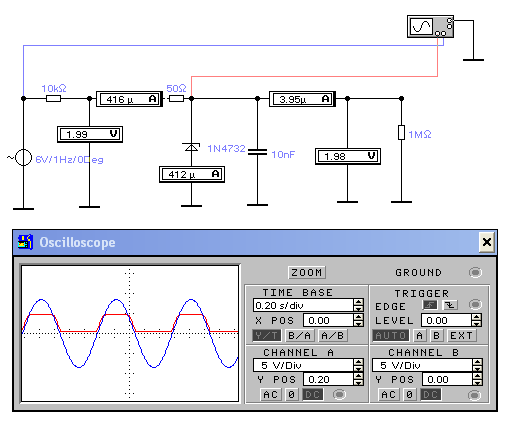 10kΩ
416 µ A
50Ω
3.95µ A
1.99 V
1N4732
10nF
1.98 V
1MΩ
6V/1Hz/0Deg
412 µ A
Oscilloscope
ZOOM
GROUND
TIME BASE
0.20 s/div
X POS 0.00
Y/T B/A A/B
TRIGGER
EDGE
LEVEL 0.00
AUTO A B EXT
CHANNEL A
5 V/Div
Y POS 0.20
AC 0 DC
CHANNEL B
5 V/Div
Y POS 0.00
AC 0 DC